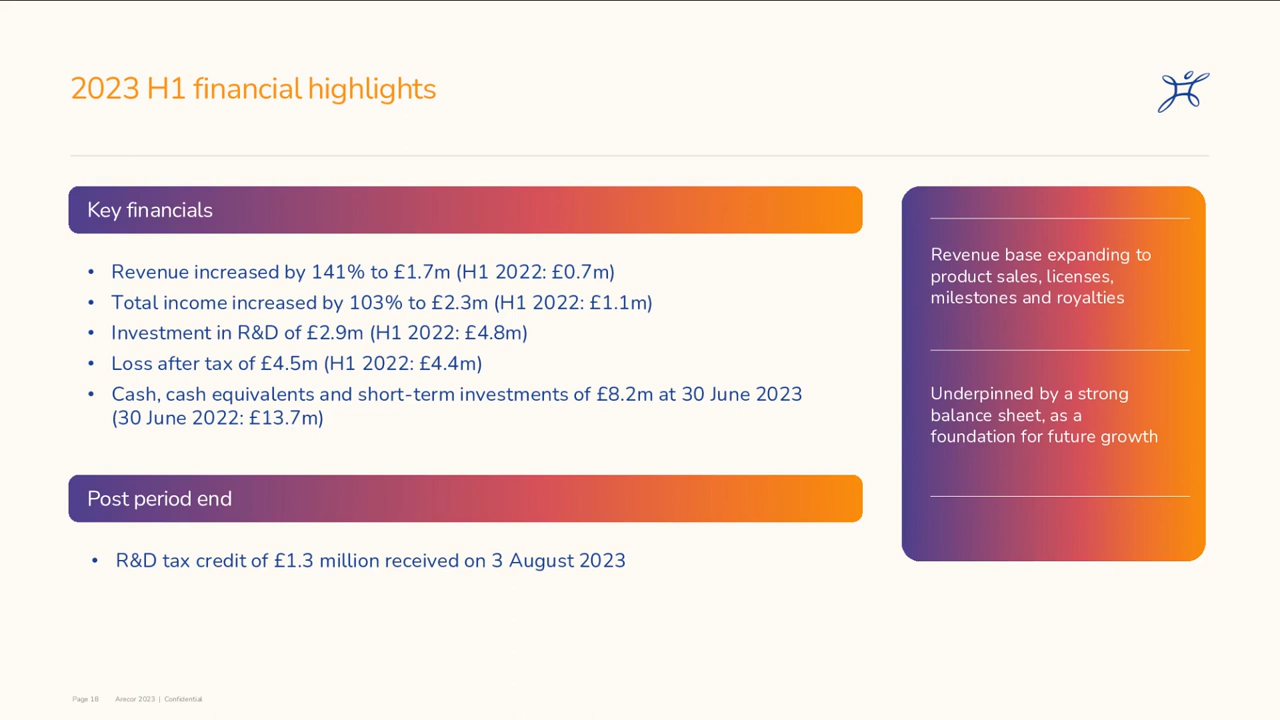 2023 H1 financial highlights
Key financials
• Revenue increased by 141% to £1.7m (H1 2022: £0.7m)
• Total income increased by 103% to £2.3m (H1 2022: £1.1m)
• Investment in R&D of £2.9m (H1 2022: £4.8m)
• Loss after tax of £4.5m (H1 2022: £4.4m)
• Cash, cash equivalents and short-term investments of £8.2m at 30 June 2023
(30 June 2022: £13.7m)
Post period end
• R&D tax credit of £1.3 million received on 3 August 2023
Revenue base expanding to
product sales, licenses,
milestones and royalties
Underpinned by a strong
balance sheet, as a
foundation for future growth
Page 18 Arecor 2023 | Confidential